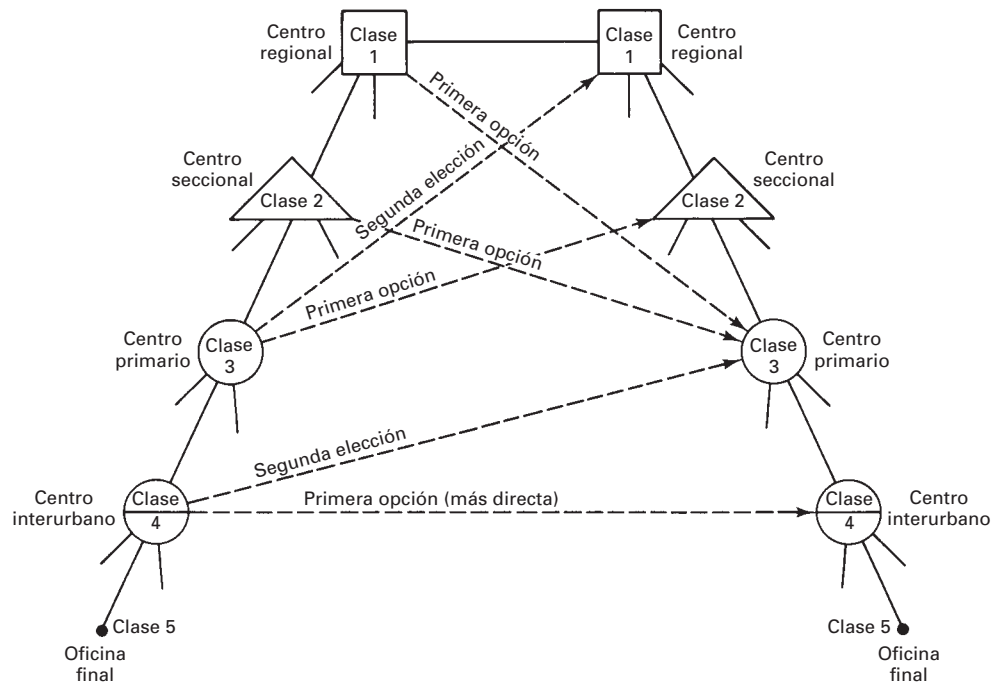 Centro
regional
Clase
1
Clase
1
Centro
regional
Primera opción
Segunda elección
Centro
seccional
Clase 2
Centro
seccional
Clase 2
Primera opción
Primera opción
Centro
primario
Clase
3
Clase
3
Centro
primario
Segunda elección
Centro
interurbano
Clase
4
Primera opción (más directa)
Clase
4
Centro
interurbano
Clase 5
Oficina
final
Clase 5
Oficina
final